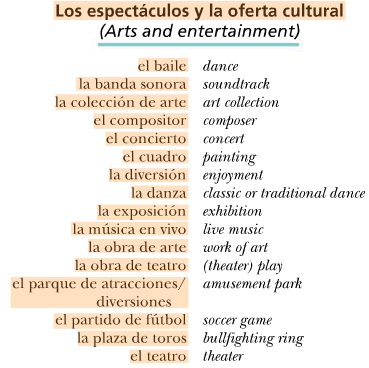 Los espectáculos y la oferta cultural
(Arts and entertainment)
el baile dance
la banda sonora soundtrack
la colección de arte art collection
el compositor composer
el concierto concert
el cuadro painting
la diversión enjoyment
la danza classic or traditional dance
la exposición exhibition
la música en vivo live music
la obra de arte work of art
la obra de teatro (theater) play
el parque de atracciones/ amusement park
diversiones
el partido de fútbol soccer game
la plaza de toros bullfighting ring
el teatro theater